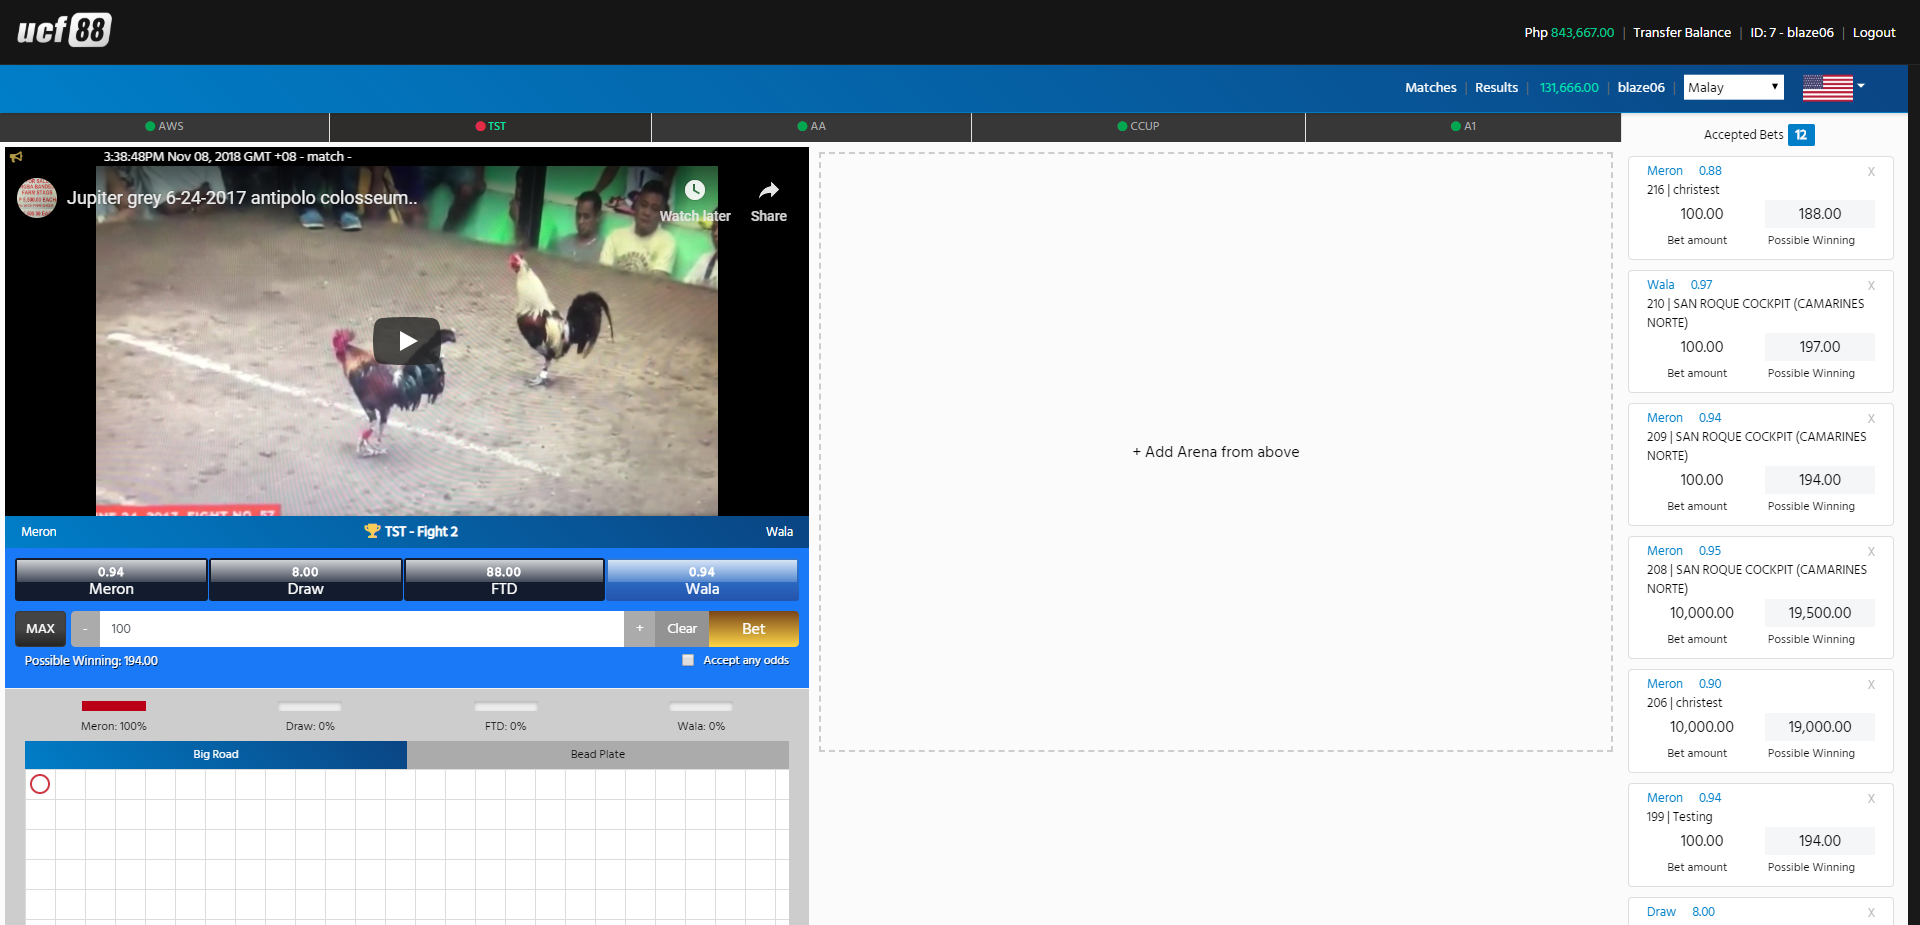 ucf 88
Php 843,667.00 | Transfer Balance | ID: 7 - blaze06 | Logout
Matches | Results | 131,666.00 | blaze06 | Malay
AWS
TST
AA
CCUP
A1
3:38:48PM Nov 08, 2018 GMT +08 - match -
Jupiter grey 6-24-2017 antipolo colosseum..
Watch later
Share
Meron
TST - Fight 2
Wala
0.94
Meron
8.00
Draw
88.00
FTD
0.94
Wala
MAX
-
100
+
Clear
Bet
Possible Winning: 194.00
Accept any odds
Meron: 100%
Draw: 0%
FTD: 0%
Wala: 0%
Big Road
Bead Plate
+ Add Arena from above
Accepted Bets 12
Meron 0.88 X
216 | christest
100.00 188.00
Bet amount Possible Winning
Wala 0.97 X
210 | SAN ROQUE COCKPIT (CAMARINES
NORTE)
100.00 197.00
Bet amount Possible Winning
Meron 0.94 X
209 | SAN ROQUE COCKPIT (CAMARINES
NORTE)
100.00 194.00
Bet amount Possible Winning
Meron 0.95 X
208 | SAN ROQUE COCKPIT (CAMARINES
NORTE)
10,000.00 19,500.00
Bet amount Possible Winning
Meron 0.90 X
206 | christest
10,000.00 19,000.00
Bet amount Possible Winning
Meron 0.94 X
199 | Testing
100.00 194.00
Bet amount Possible Winning
Draw 8.00 X